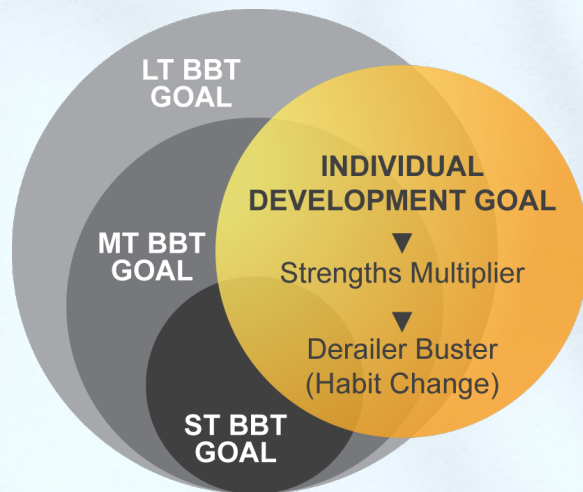 LT BBT
GOAL
MT BBT
GOAL
ST BBT
GOAL
INDIVIDUAL
DEVELOPMENT GOAL
▼
Strengths Multiplier
▼
Derailer Buster
(Habit Change)